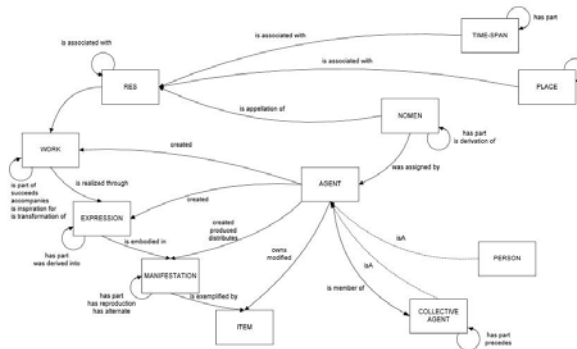 has part
TIME-SPAN
is associated with
is associated with
is associated with
RES
PLACE
is appellation of
NOMEN
has part
is derivation of
WORK
created
was assigned by
is part of
succeeds
accompanies
is inspiration for
is transformation of
is realized through
AGENT
created
EXPRESSION
created
produced
distributes
is embodied in
has part
was derived into
owns
modified
isA
PERSON
MANIFESTATION
isA
has part
has reproduction
has alternate
is exemplified by
is member of
ITEM
COLLECTIVE
AGENT
has part
precedes